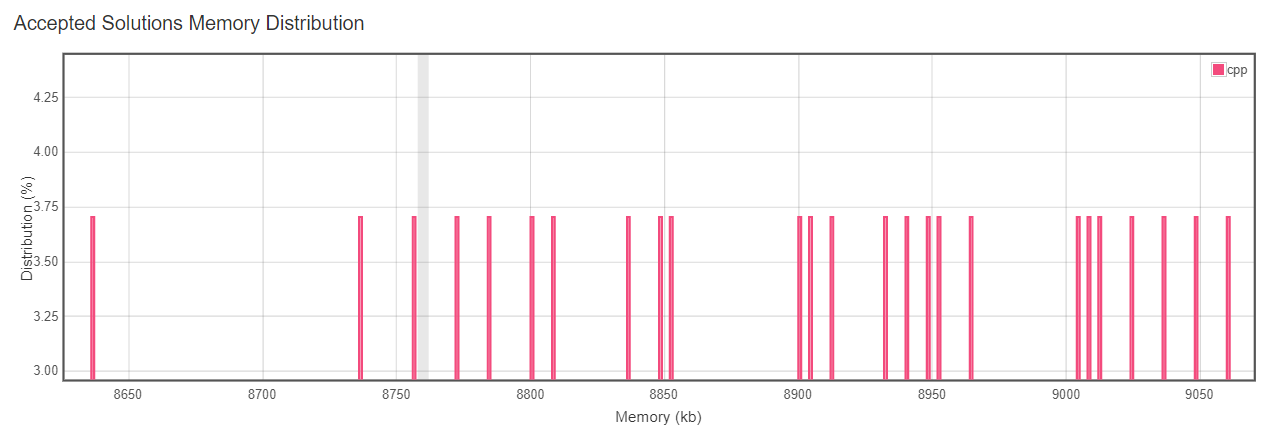 Accepted Solutions Memory Distribution
cpp
Distribution (%)
4.25
4.00
3.75
3.50
3.25
3.00
8650 8700 8750 8800 8850 8900 8950 9000 9050
Memory (kb)